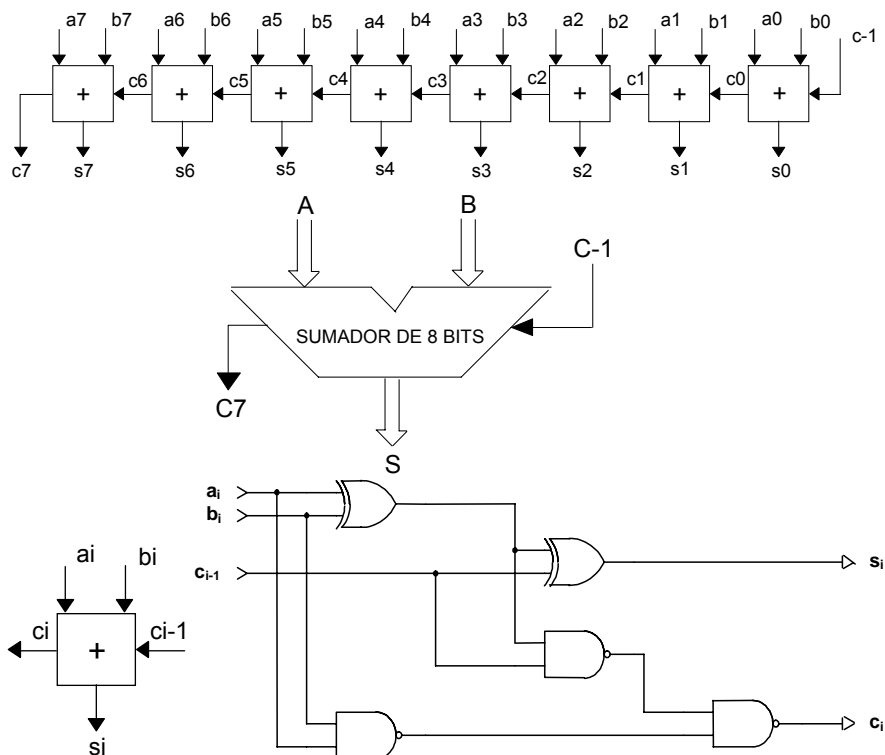 a7 b7 a6 b6 a5 b5 a4 b4 a3 b3 a2 b2 a1 b1 a0 b0 c-1
+ c6 + c5 + c4 + c3 + c2 + c1 + c0 +
c7 s7 s6 s5 s4 s3 s2 s1 s0
A B
C-1
SUMADOR DE 8 BITS
C7
S
ai
bi
ci-1
si
ai bi
ci + ci-1
si
ci